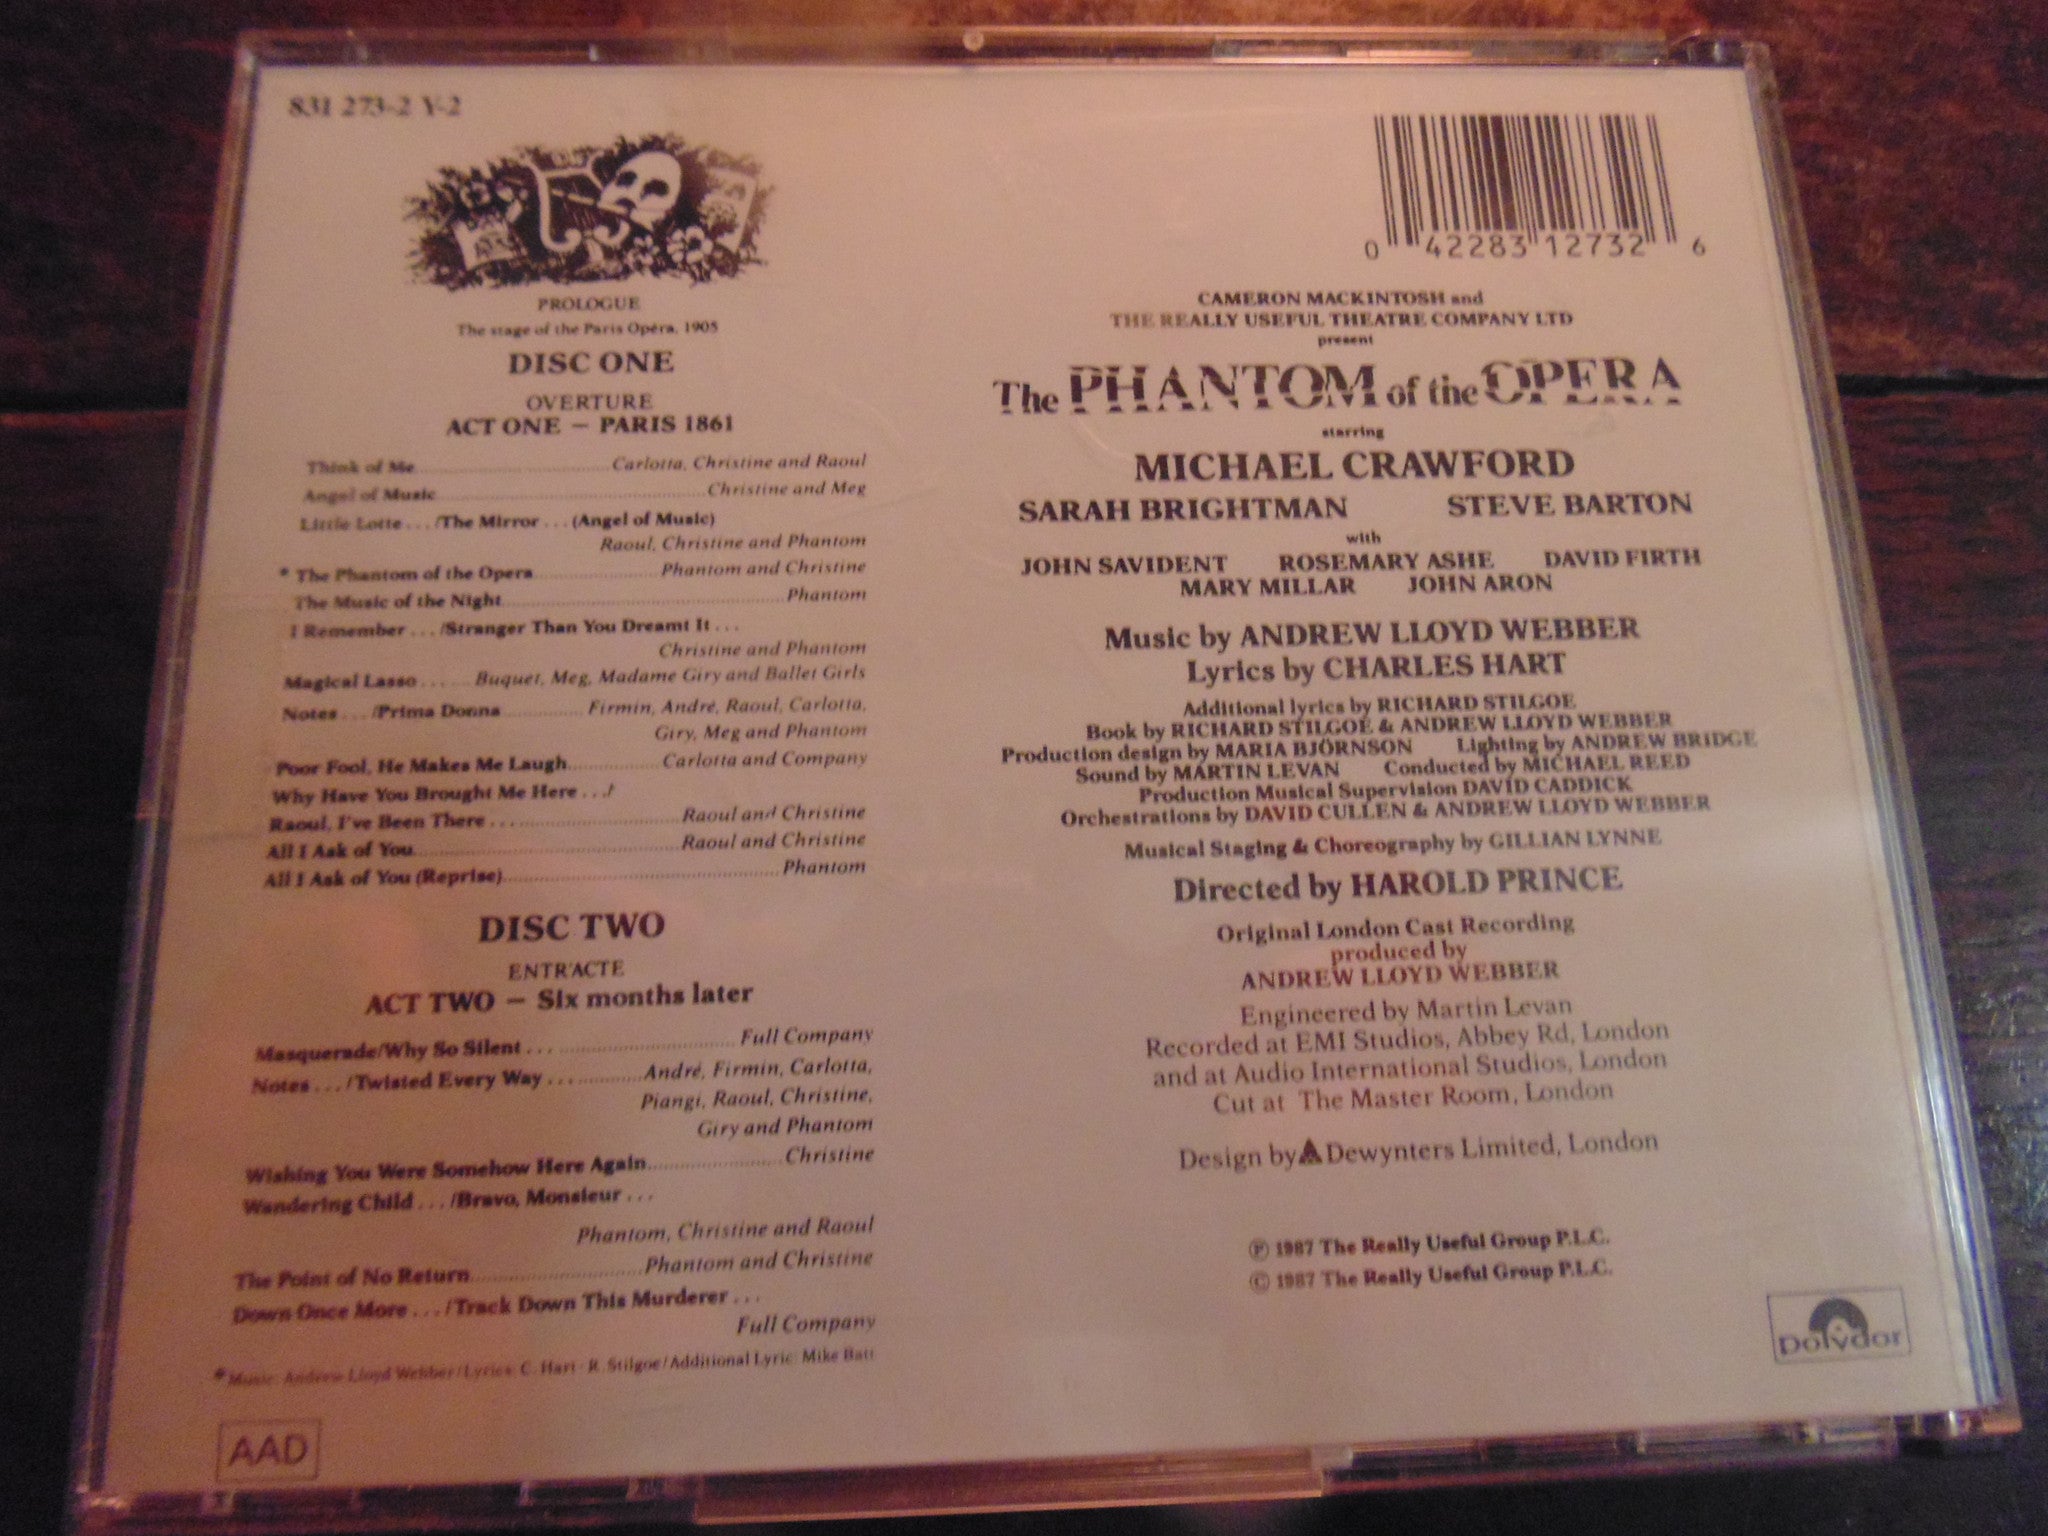 831 273-2 Y-2
PROLOGUE
The stage of the Paris Opéra, 1905
DISC ONE
OVERTURE
ACT ONE – PARIS 1861
Think of Me......Carlotta, Christine and Raoul
Angel of Music......Christine and Meg
Little Lotte . . . /The Mirror . . . (Angel of Music)
Raoul, Christine and Phantom
* The Phantom of the Opera......Phantom and Christine
The Music of the Night......Phantom
I Remember . . . /Stranger Than You Dreamt It . . .
Christine and Phantom
Magical Lasso ......Buquet, Meg, Madame Giry and Ballet Girls
Notes . . . /Prima Donna......Firmin, André, Raoul, Carlotta,
Giry, Meg and Phantom
Poor Fool, He Makes Me Laugh......Carlotta and Company
Why Have You Brought Me Here . . ./
Raoul, I've Been There . . .......Raoul and Christine
All I Ask of You......Raoul and Christine
All I Ask of You (Reprise)......Phantom
DISC TWO
ENTR'ACTE
ACT TWO – Six months later
Masquerade/Why So Silent . . .......Full Company
Notes . . . /Twisted Every Way . . .......André, Firmin, Carlotta,
Piangi, Raoul, Christine,
Giry and Phantom
Wishing You Were Somehow Here Again......Christine
Wandering Child . . . /Bravo, Monsieur . . .
Phantom, Christine and Raoul
The Point of No Return......Phantom and Christine
Down Once More . . . /Track Down This Murderer . . .
Full Company
* Music: Andrew Lloyd Webber/Lyrics: C. Hart · R. Stilgoe/Additional Lyric: Mike Batt
AAD
0 42283 12732 6
CAMERON MACKINTOSH and
THE REALLY USEFUL THEATRE COMPANY LTD
present
The PHANTOM of the OPERA
starring
MICHAEL CRAWFORD
SARAH BRIGHTMAN STEVE BARTON
with
JOHN SAVIDENT ROSEMARY ASHE DAVID FIRTH
MARY MILLAR JOHN ARON
Music by ANDREW LLOYD WEBBER
Lyrics by CHARLES HART
Additional lyrics by RICHARD STILGOE
Book by RICHARD STILGOE & ANDREW LLOYD WEBBER
Production design by MARIA BJÖRNSON Lighting by ANDREW BRIDGE
Sound by MARTIN LEVAN Conducted by MICHAEL REED
Production Musical Supervision DAVID CADDICK
Orchestrations by DAVID CULLEN & ANDREW LLOYD WEBBER
Musical Staging & Choreography by GILLIAN LYNNE
Directed by HAROLD PRINCE
Original London Cast Recording
produced by
ANDREW LLOYD WEBBER
Engineered by Martin Levan
Recorded at EMI Studios, Abbey Rd, London
and at Audio International Studios, London
Cut at The Master Room, London
Design by Dewynters Limited, London
℗ 1987 The Really Useful Group P.L.C.
© 1987 The Really Useful Group P.L.C.
Polydor